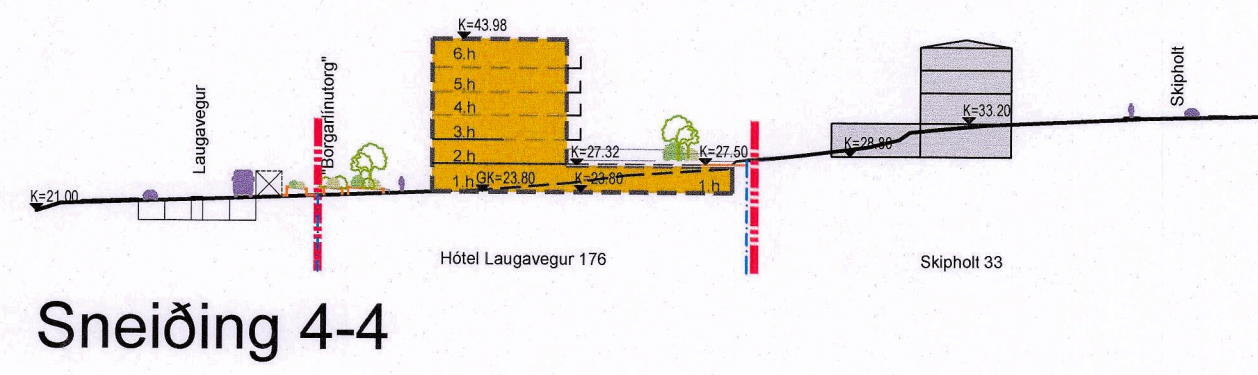 K=43.98
6.h
5.h
4.h
3.h
2.h
1.h
GK=23.80
K=23.80
1.h
K=27.32
K=27.50
K=21.00
Laugavegur
"Borgarlínutorg"
K=28.80
K=33.20
Skipholt
Hótel Laugavegur 176
Skipholt 33
Sneiðing 4-4